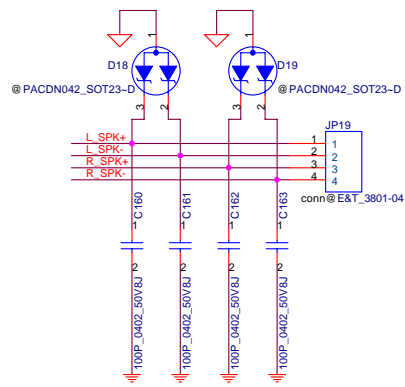 1
1
D18
D19
@PACDN042_SOT23~D
@PACDN042_SOT23~D
3
2
3
2
JP19
L_SPK+
1
1
L_SPK-
2
2
R_SPK+
3
3
R_SPK-
4
4
conn@E&T_3801-04
C160
C161
C162
C163
1
1
1
1
2
2
2
2
100P_0402_50V8J
100P_0402_50V8J
100P_0402_50V8J
100P_0402_50V8J